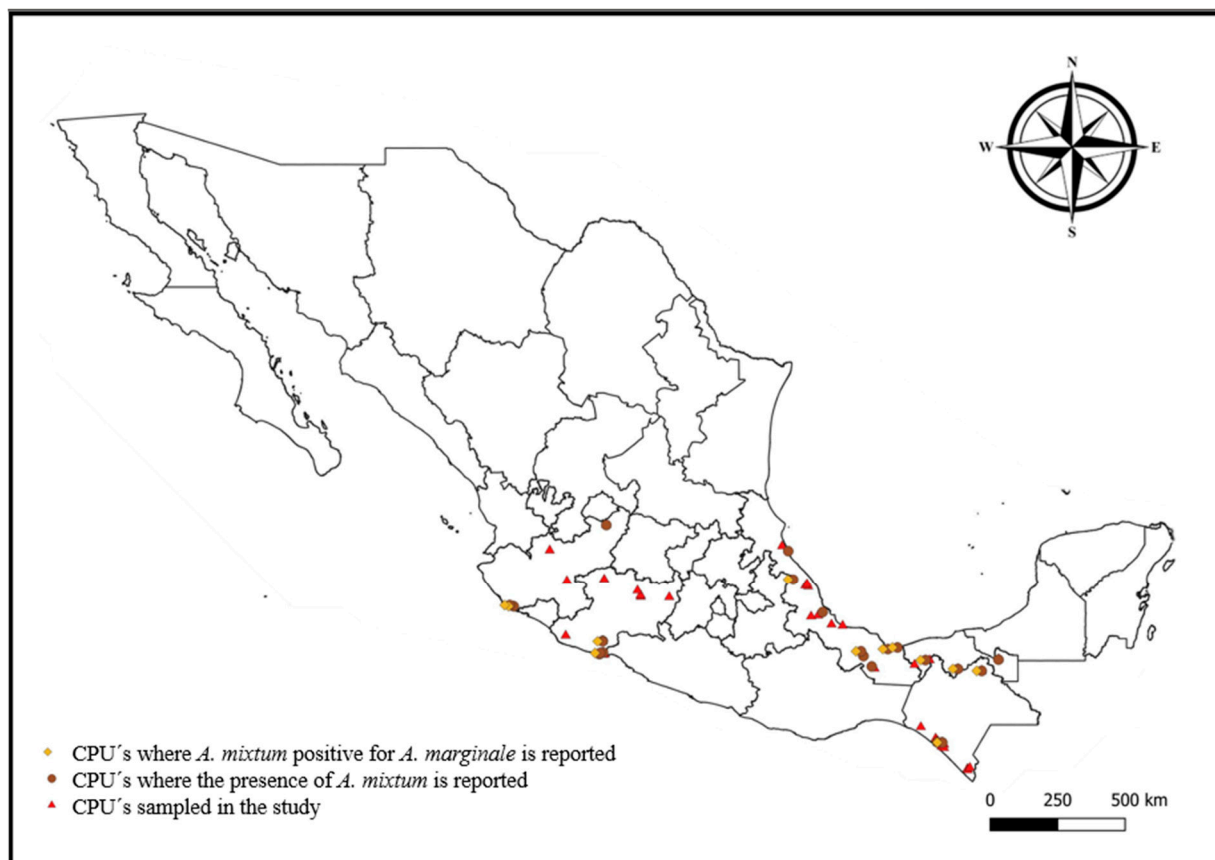 N
W E
S
CPU´s where A. mixtum positive for A. marginale is reported
CPU´s where the presence of A. mixtum is reported
CPU´s sampled in the study
0 250 500 km